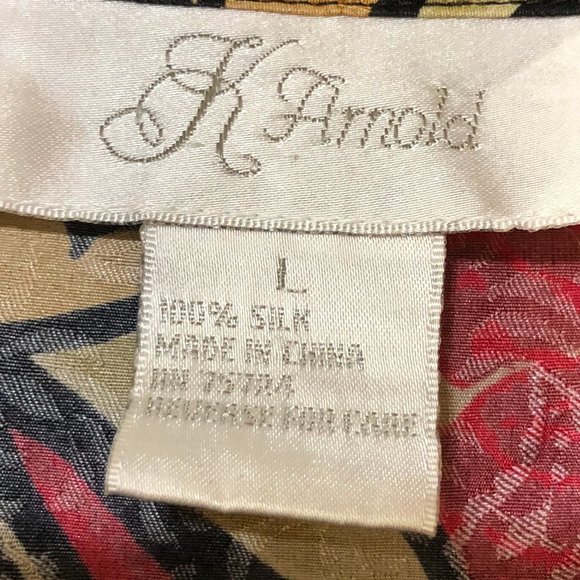 K Arnold
L
100% SILK
MADE IN CHINA
RN 75784
REVERSE FOR CARE